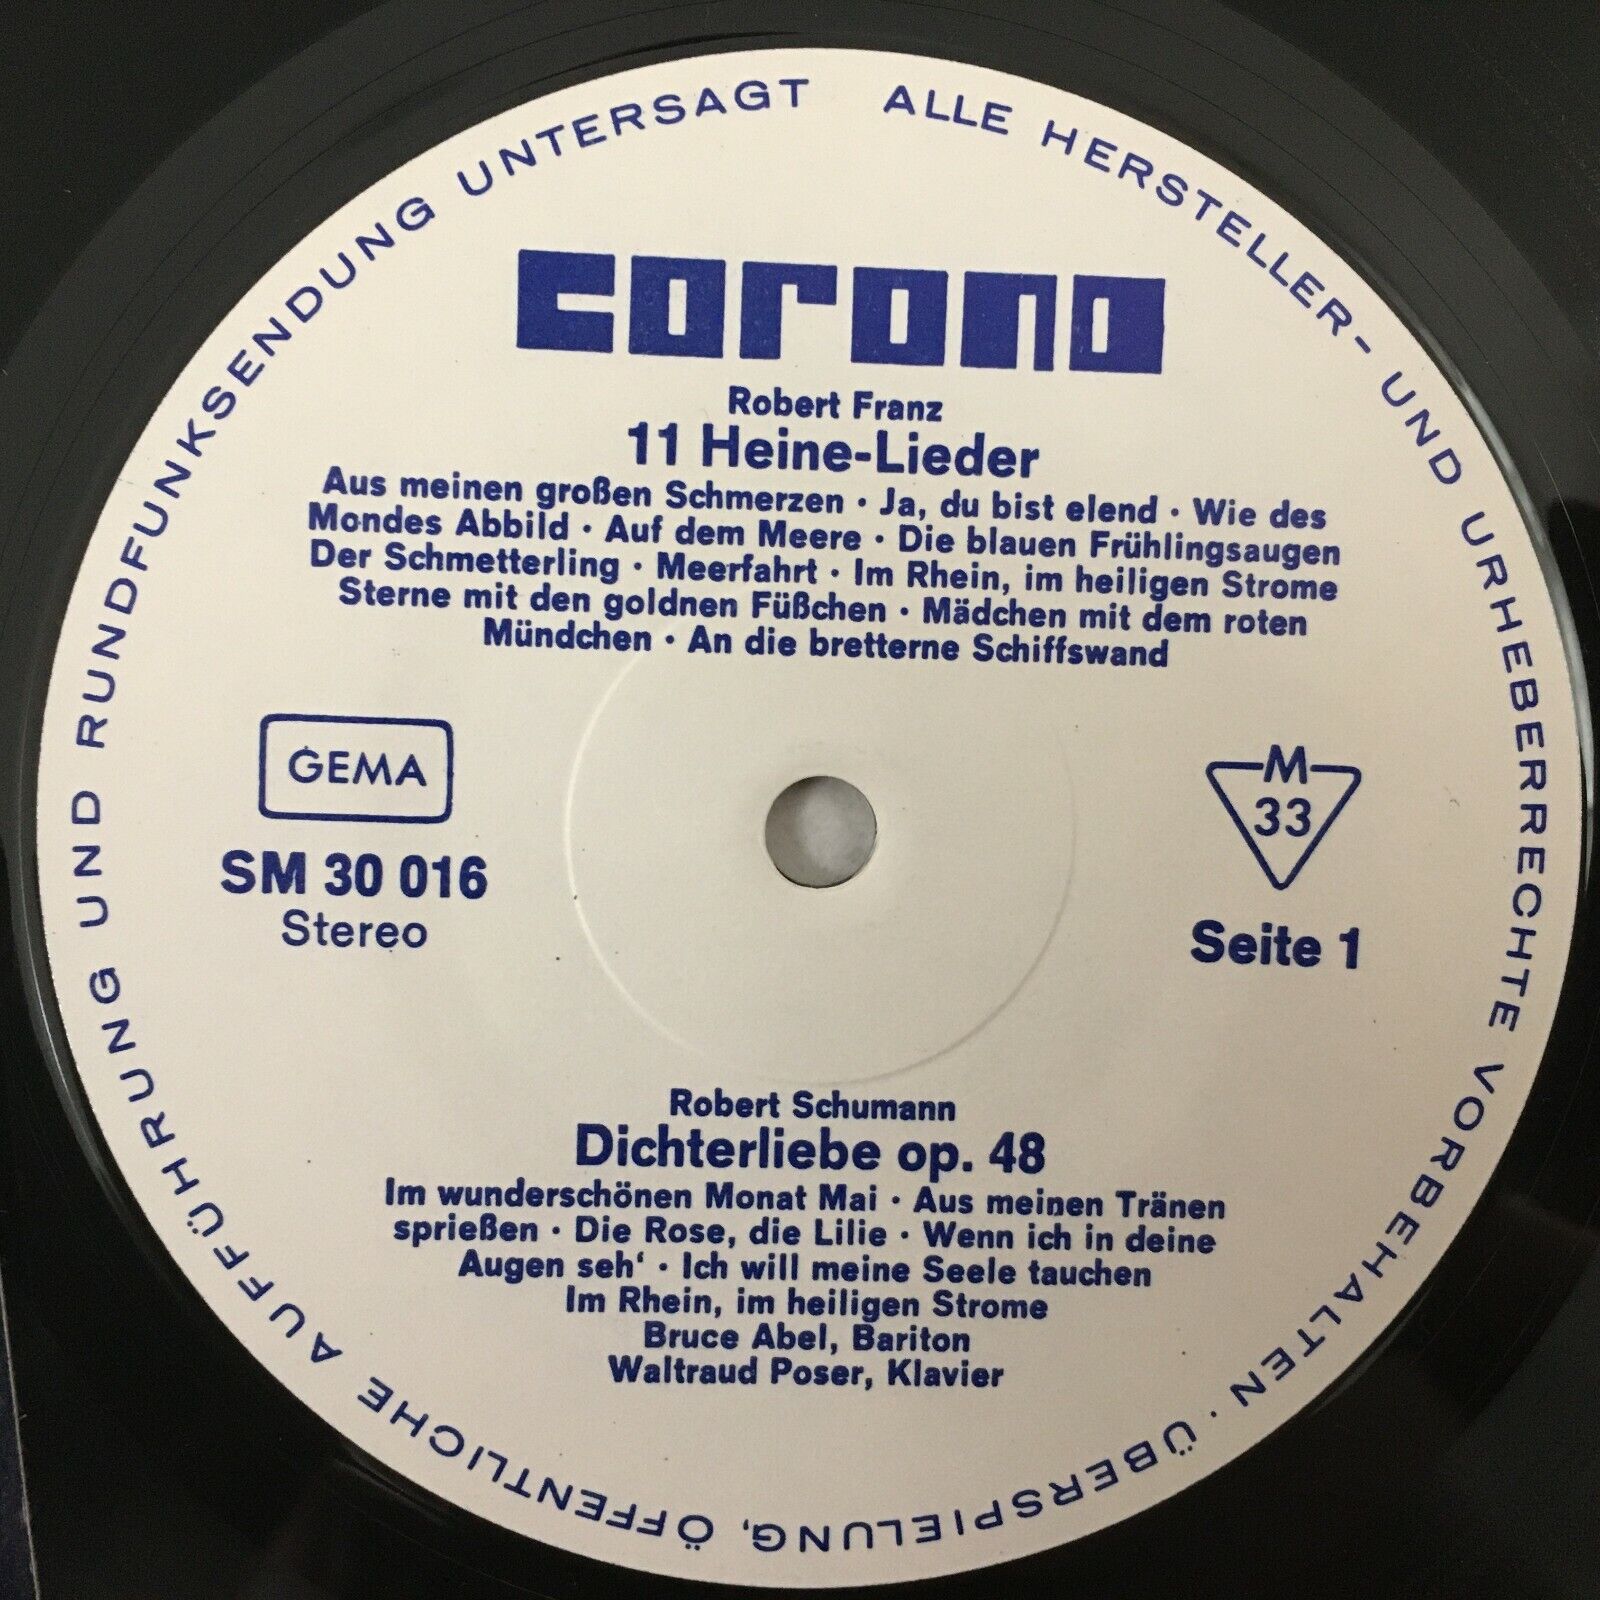 ALLE HERSTELLER- UND URHEBERRECHTE VORBEHALTEN · ÜBERSPIELUNG, ÖFFENTLICHE AUFFÜHRUNG UND RUNDFUNKSENDUNG UNTERSAGT
corona
Robert Franz
11 Heine-Lieder
Aus meinen großen Schmerzen · Ja, du bist elend · Wie des
Mondes Abbild · Auf dem Meere · Die blauen Frühlingsaugen
Der Schmetterling · Meerfahrt · Im Rhein, im heiligen Strome
Sterne mit den goldnen Füßchen · Mädchen mit dem roten
Mündchen · An die bretterne Schiffswand
GEMA
SM 30 016
Stereo
M
33
Seite 1
Robert Schumann
Dichterliebe op. 48
Im wunderschönen Monat Mai · Aus meinen Tränen
sprießen · Die Rose, die Lilie · Wenn ich in deine
Augen seh‘ · Ich will meine Seele tauchen
Im Rhein, im heiligen Strome
Bruce Abel, Bariton
Waltraud Poser, Klavier